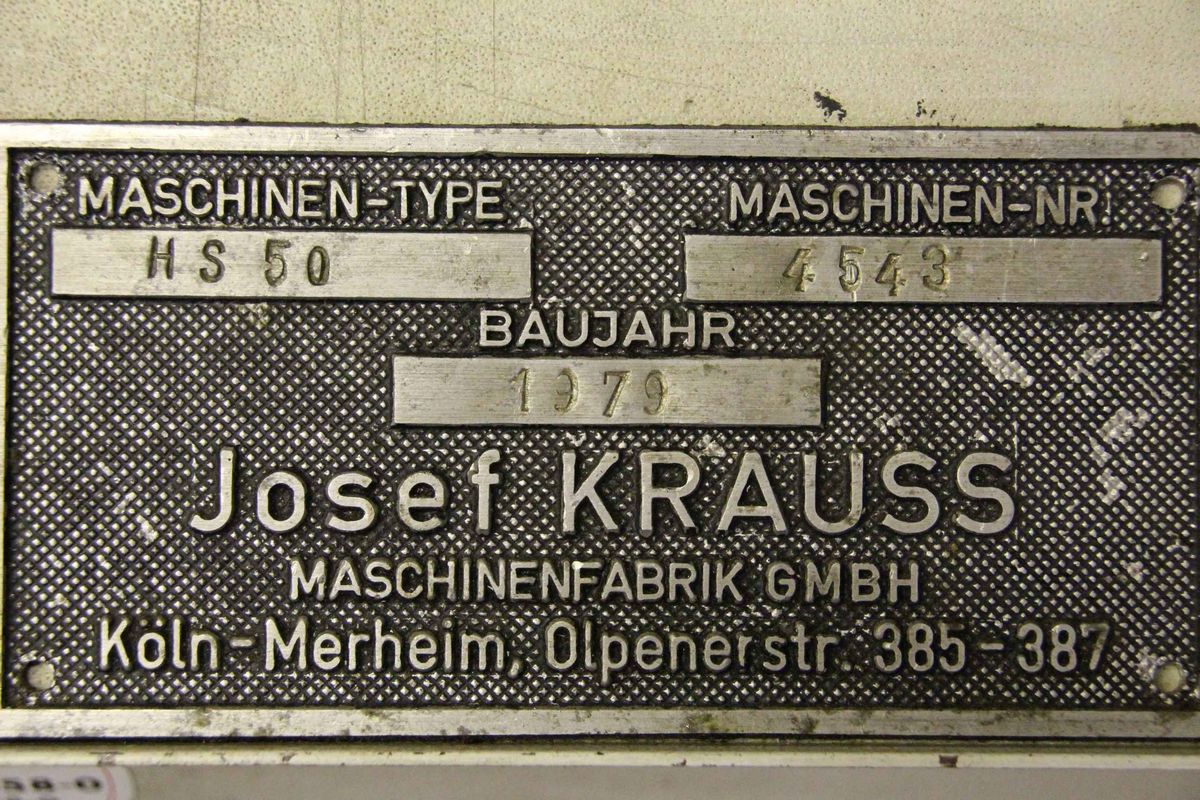 MASCHINEN-TYPE MASCHINEN-NR.
HS 50 4543
BAUJAHR
1979
Josef KRAUSS
MASCHINENFABRIK GMBH
Köln-Merheim, Olpenerstr. 385-387